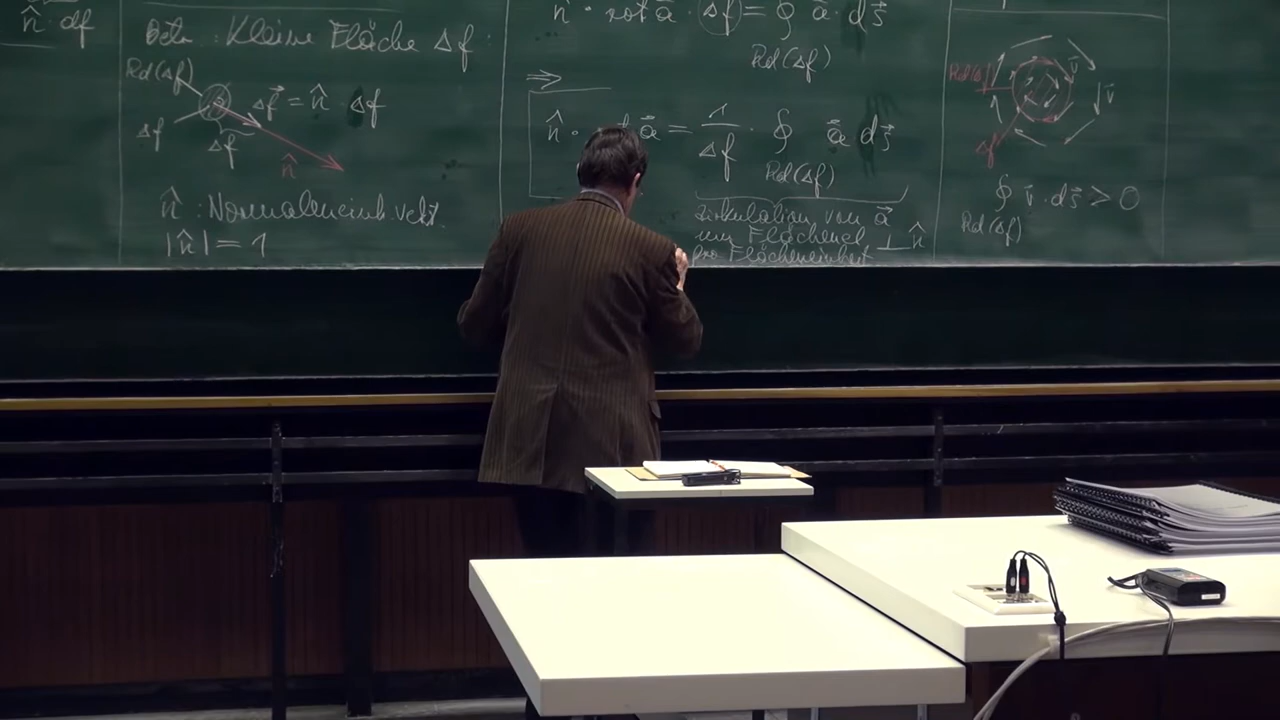 n̂ df
Betr. : Kleine Fläche Δf
Rd(Δf)
Δf⃗ = n̂ Δf
Δf
Δf
n̂
n̂ : Normaleneinh.vekt.
|n̂| = 1
n̂ · rot a⃗ · Δf = ∮ a⃗ · ds⃗
Rd(Δf)
⇒
n̂ · a⃗ = 1/Δf · ∮ a⃗ ds⃗
Rd(Δf)
Zirkulation von a⃗
um Flächenel. ⊥ n̂
pro Flächeneinheit
Rd(Δf)
v⃗
v⃗
Δf
∮ v⃗ · ds⃗ > 0
Rd(Δf)